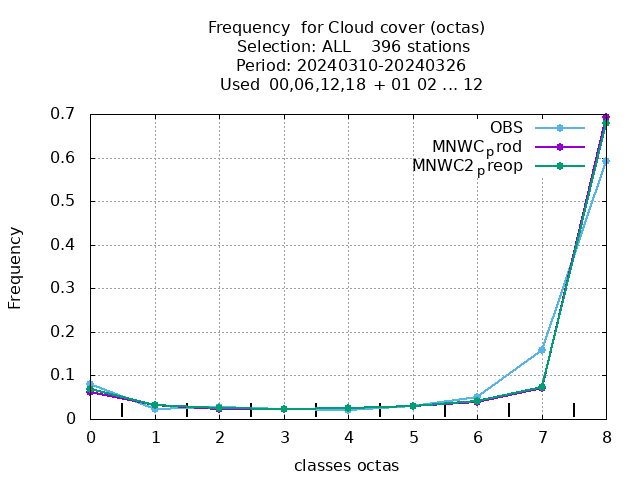 Frequency for Cloud cover (octas)
Selection: ALL 396 stations
Period: 20240310-20240326
Used 00,06,12,18 + 01 02 ... 12
0.7
0.6
0.5
0.4
0.3
0.2
0.1
0
Frequency
OBS
MNWCprod
MNWC2preop
0 1 2 3 4 5 6 7 8
classes octas